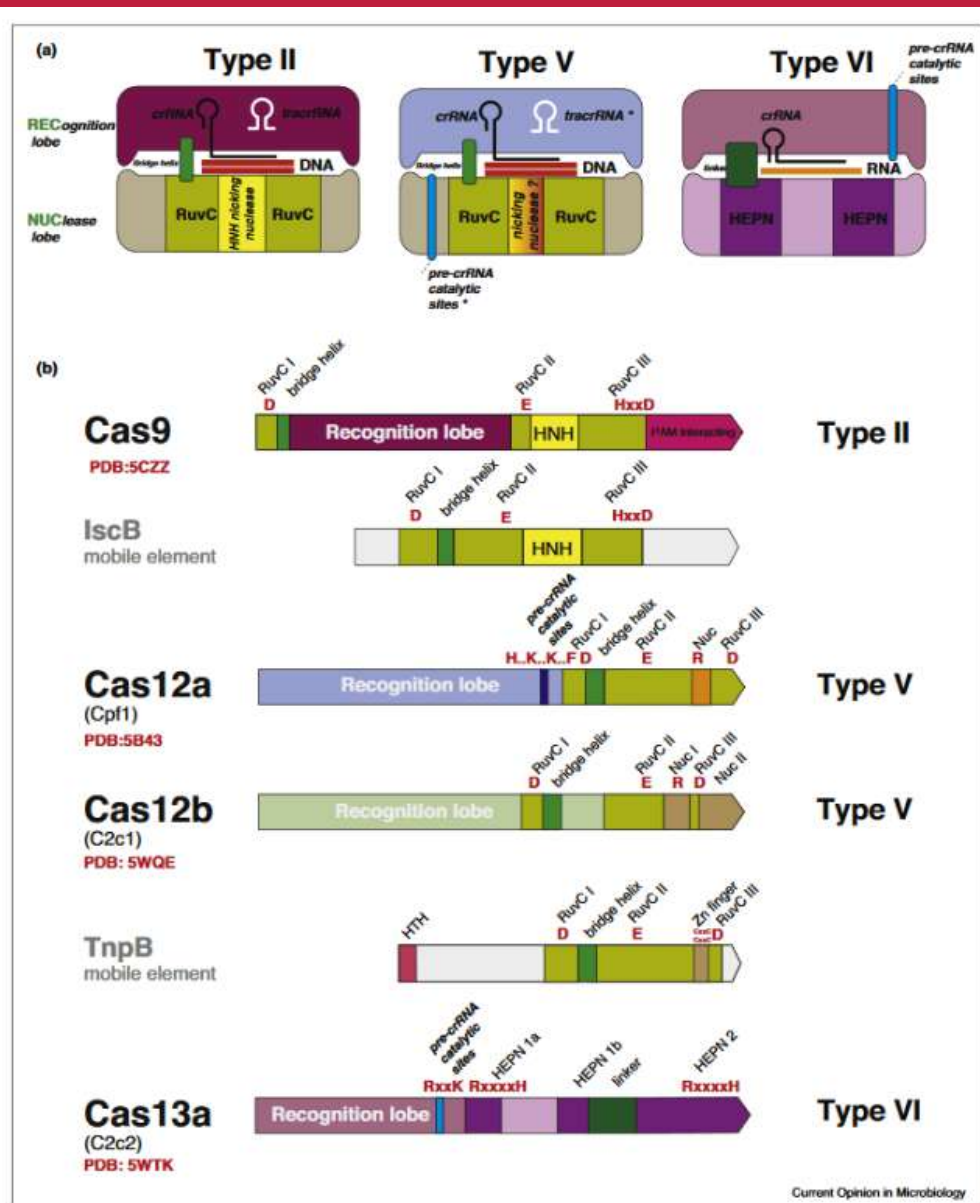 (a)
Type II
Type V
Type VI
pre-crRNA
catalytic
sites
RECognition
lobe
crRNA
tracrRNA
Bridge helix
DNA
crRNA
tracrRNA *
Bridge helix
DNA
crRNA
linker
RNA
NUClease
lobe
RuvC
HNH nicking
nuclease
RuvC
RuvC
nicking
nuclease ?
RuvC
HEPN
HEPN
pre-crRNA
catalytic
sites *
(b)
RuvC I
bridge helix
RuvC II
RuvC III
D
E
HxxD
Cas9
Recognition lobe
HNH
PAM Interacting
Type II
PDB:5CZZ
RuvC I
bridge helix
RuvC II
RuvC III
D
E
HxxD
IscB
mobile element
HNH
pre-crRNA
catalytic
sites
RuvC I
bridge helix
RuvC II
Nuc
RuvC III
H..K..K..F
D
E
R
D
Cas12a
(Cpf1)
Recognition lobe
Type V
PDB:5B43
RuvC I
bridge helix
RuvC II
Nuc I
RuvC III
Nuc II
D
E
R
D
Cas12b
(C2c1)
Recognition lobe
Type V
PDB: 5WQE
HTH
RuvC I
bridge helix
RuvC II
Zn finger
RuvC III
D
E
D
TnpB
mobile element
pre-crRNA
catalytic
sites
HEPN 1a
HEPN 1b
linker
HEPN 2
RxxK
RxxxxH
RxxxxH
Cas13a
(C2c2)
Recognition lobe
Type VI
PDB: 5WTK
Current Opinion in Microbiology